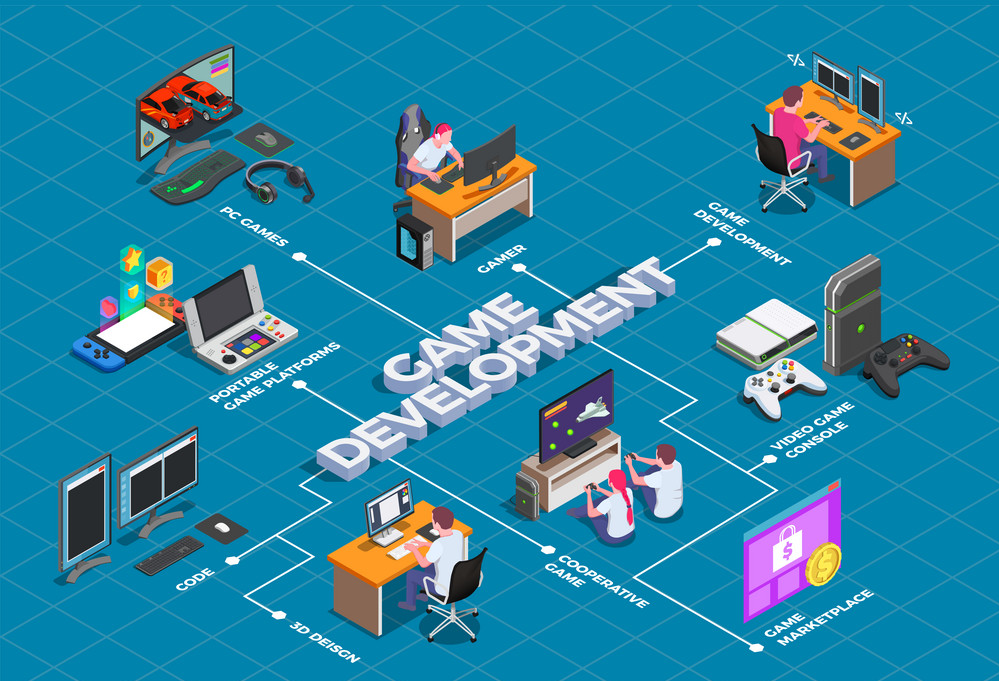 PC GAMES
GAMER
GAME
DEVELOPMENT
</>
</>
?
GAME
DEVELOPMENT
PORTABLE
GAME PLATFORMS
VIDEO GAME
CONSOLE
CODE
3D DEISGN
COOPERATIVE
GAME
$
$
GAME
MARKETPLACE